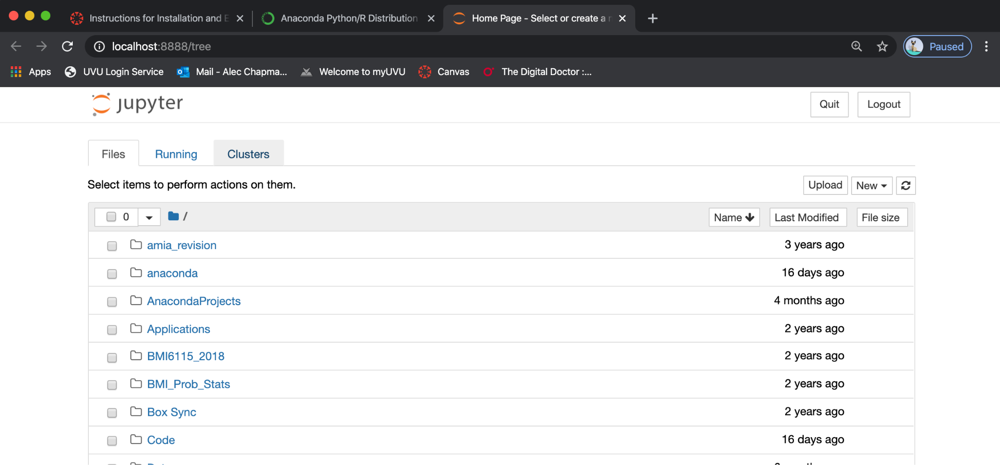 Instructions for Installation and E
Anaconda Python/R Distribution
Home Page - Select or create a
localhost:8888/tree
Paused
Apps
UVU Login Service
Mail - Alec Chapma...
Welcome to myUVU
Canvas
The Digital Doctor :...
jupyter
Quit
Logout
Files
Running
Clusters
Select items to perform actions on them.
Upload
New
0
/
Name
Last Modified
File size
amia_revision
3 years ago
anaconda
16 days ago
AnacondaProjects
4 months ago
Applications
2 years ago
BMI6115_2018
2 years ago
BMI_Prob_Stats
2 years ago
Box Sync
2 years ago
Code
16 days ago